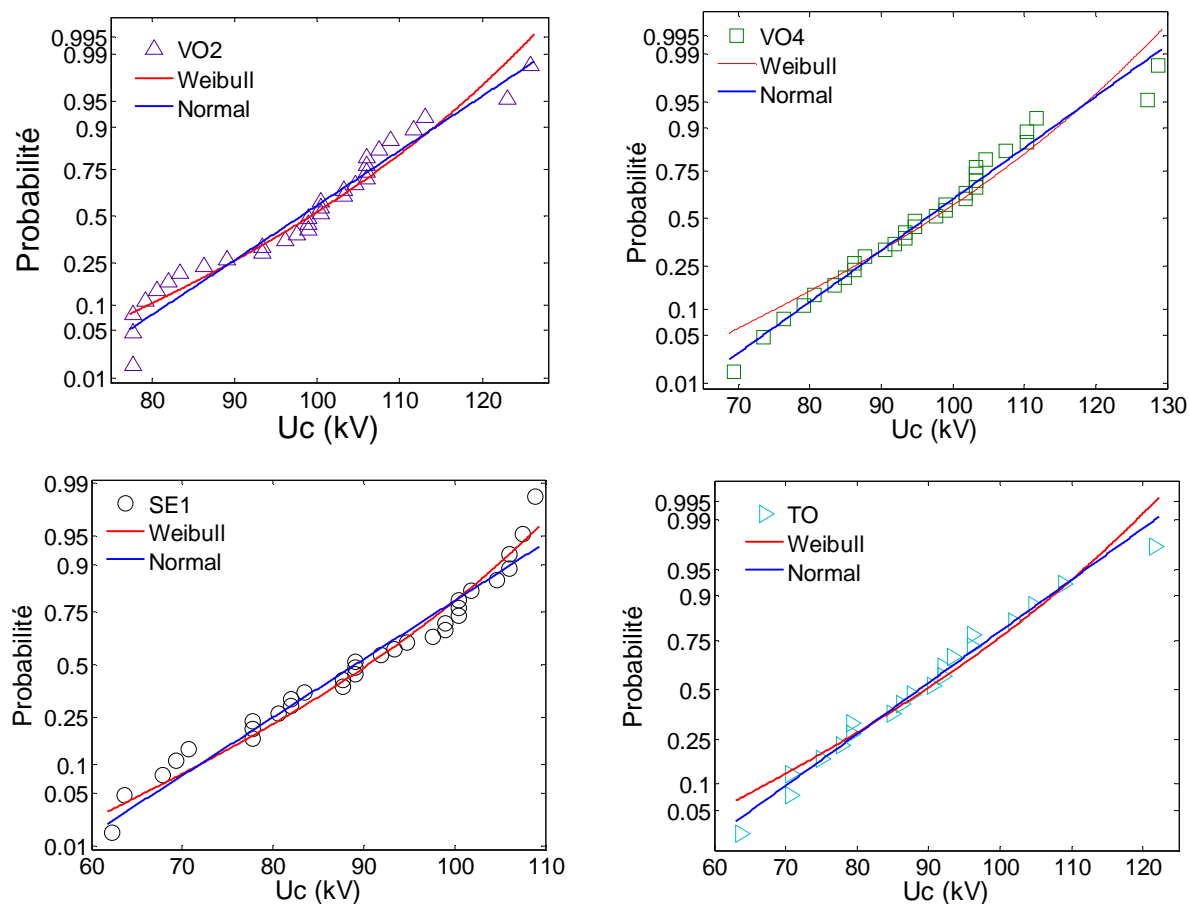 0.995
0.99
0.95
0.9
0.75
0.5
0.25
0.1
0.05
0.01
Probabilité
VO2
Weibull
Normal
80 90 100 110 120
Uc (kV)
0.995
0.99
0.95
0.9
0.75
0.5
0.25
0.1
0.05
0.01
Probabilité
VO4
Weibull
Normal
70 80 90 100 110 120 130
Uc (kV)
0.99
0.95
0.9
0.75
0.5
0.25
0.1
0.05
0.01
Probabilité
SE1
Weibull
Normal
60 70 80 90 100 110
Uc (kV)
0.995
0.99
0.95
0.9
0.75
0.5
0.25
0.1
0.05
Probabilité
TO
Weibull
Normal
60 70 80 90 100 110 120
Uc (kV)